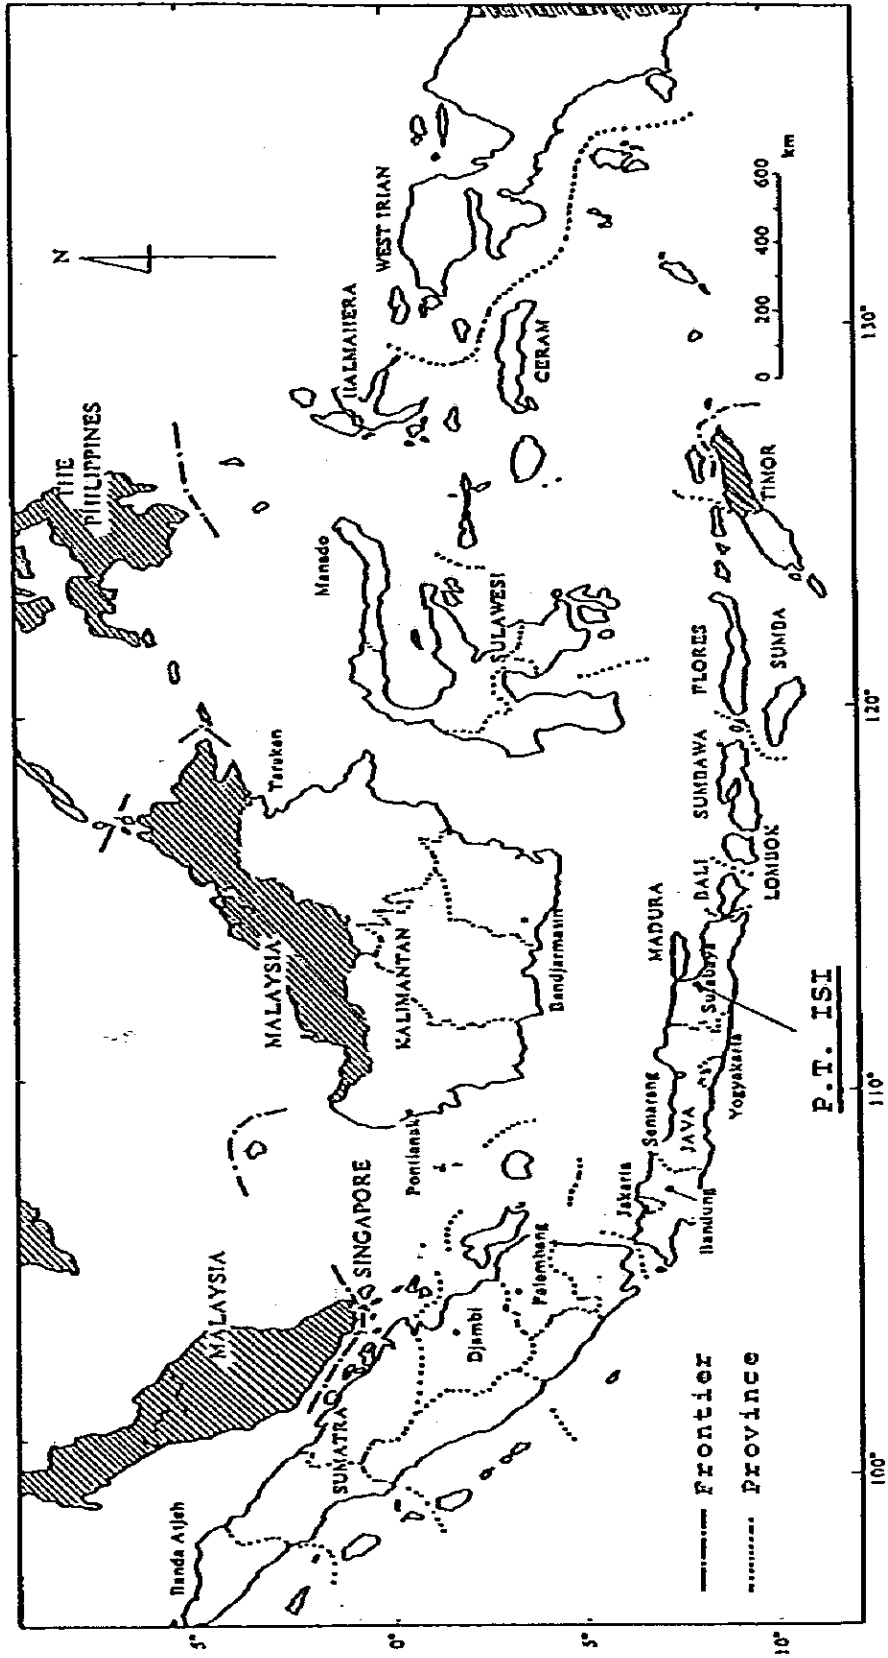 THE
PHILIPPINES
N
MALAYSIA
MALAYSIA
Banda Atjeh
SINGAPORE
Tarakan
Manado
HALMAHERA
WEST IRIAN
SUMATRA
Pontianak
KALIMANTAN
SULAWESI
Djambi
Palembang
Bandjarmasin
CERAM
Jakarta
Semarang
MADURA
JAVA
Surabaya
Bandung
Yogyakarta
BALI
LOMBOK
SUMBAWA
FLORES
SUMBA
TIMOR
P.T. ISI
Frontier
Province
0 200 400 600
km
5°
0°
5°
10°
100°
110°
120°
130°